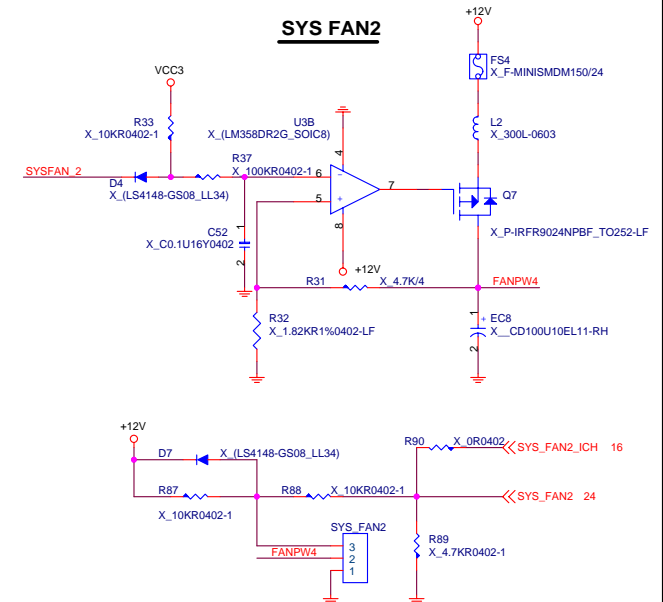 SYS FAN2
+12V
FS4
X_F-MINISMDM150/24
VCC3
R33
X_10KR0402-1
U3B
X_(LM358DR2G_SOIC8)
L2
X_300L-0603
4
SYSFAN_2
D4
X_(LS4148-GS08_LL34)
R37
X_100KR0402-1
6
-
7
5
+
8
Q7
X_P-IRFR9024NPBF_TO252-LF
C52
X_C0.1U16Y0402
1
2
+12V
R31
X_4.7K/4
FANPW4
R32
X_1.82KR1%0402-LF
1
+
2
EC8
X__CD100U10EL11-RH
+12V
D7
X_(LS4148-GS08_LL34)
R90
X_0R0402
SYS_FAN2_ICH 16
R87
X_10KR0402-1
R88
X_10KR0402-1
SYS_FAN2 24
SYS_FAN2
R89
X_4.7KR0402-1
FANPW4
3
2
1